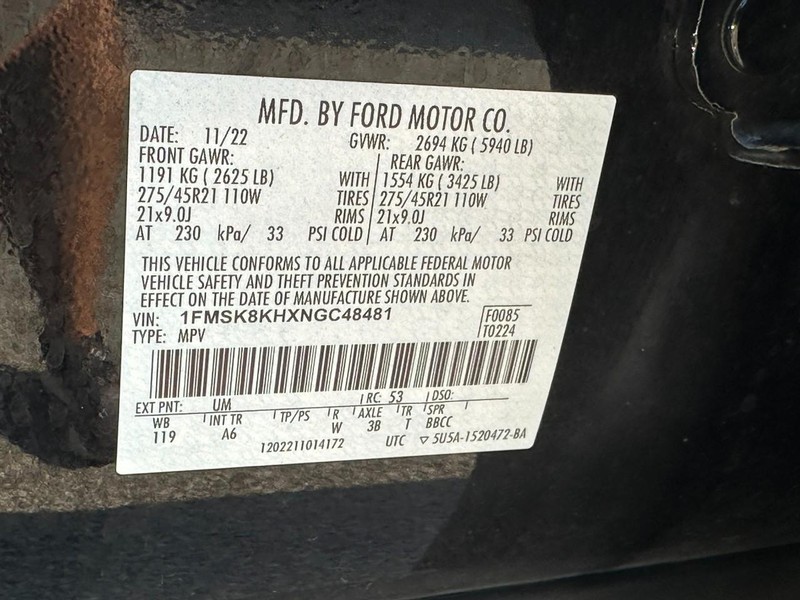 MFD. BY FORD MOTOR CO.
DATE: 11/22 GVWR: 2694 KG ( 5940 LB)
FRONT GAWR: REAR GAWR:
1191 KG ( 2625 LB) WITH 1554 KG ( 3425 LB) WITH
275/45R21 110W TIRES 275/45R21 110W TIRES
21x9.0J RIMS 21x9.0J RIMS
AT 230 kPa/ 33 PSI COLD AT 230 kPa/ 33 PSI COLD
THIS VEHICLE CONFORMS TO ALL APPLICABLE FEDERAL MOTOR
VEHICLE SAFETY AND THEFT PREVENTION STANDARDS IN
EFFECT ON THE DATE OF MANUFACTURE SHOWN ABOVE.
VIN: 1FMSK8KHXNGC48481 F0085
TYPE: MPV T0224
EXT PNT: UM RC: 53 DSO:
WB INT TR TP/PS R AXLE TR SPR
119 A6 W 3B T BBCC
1202211014172 UTC ▽ 5U5A-1520472-BA